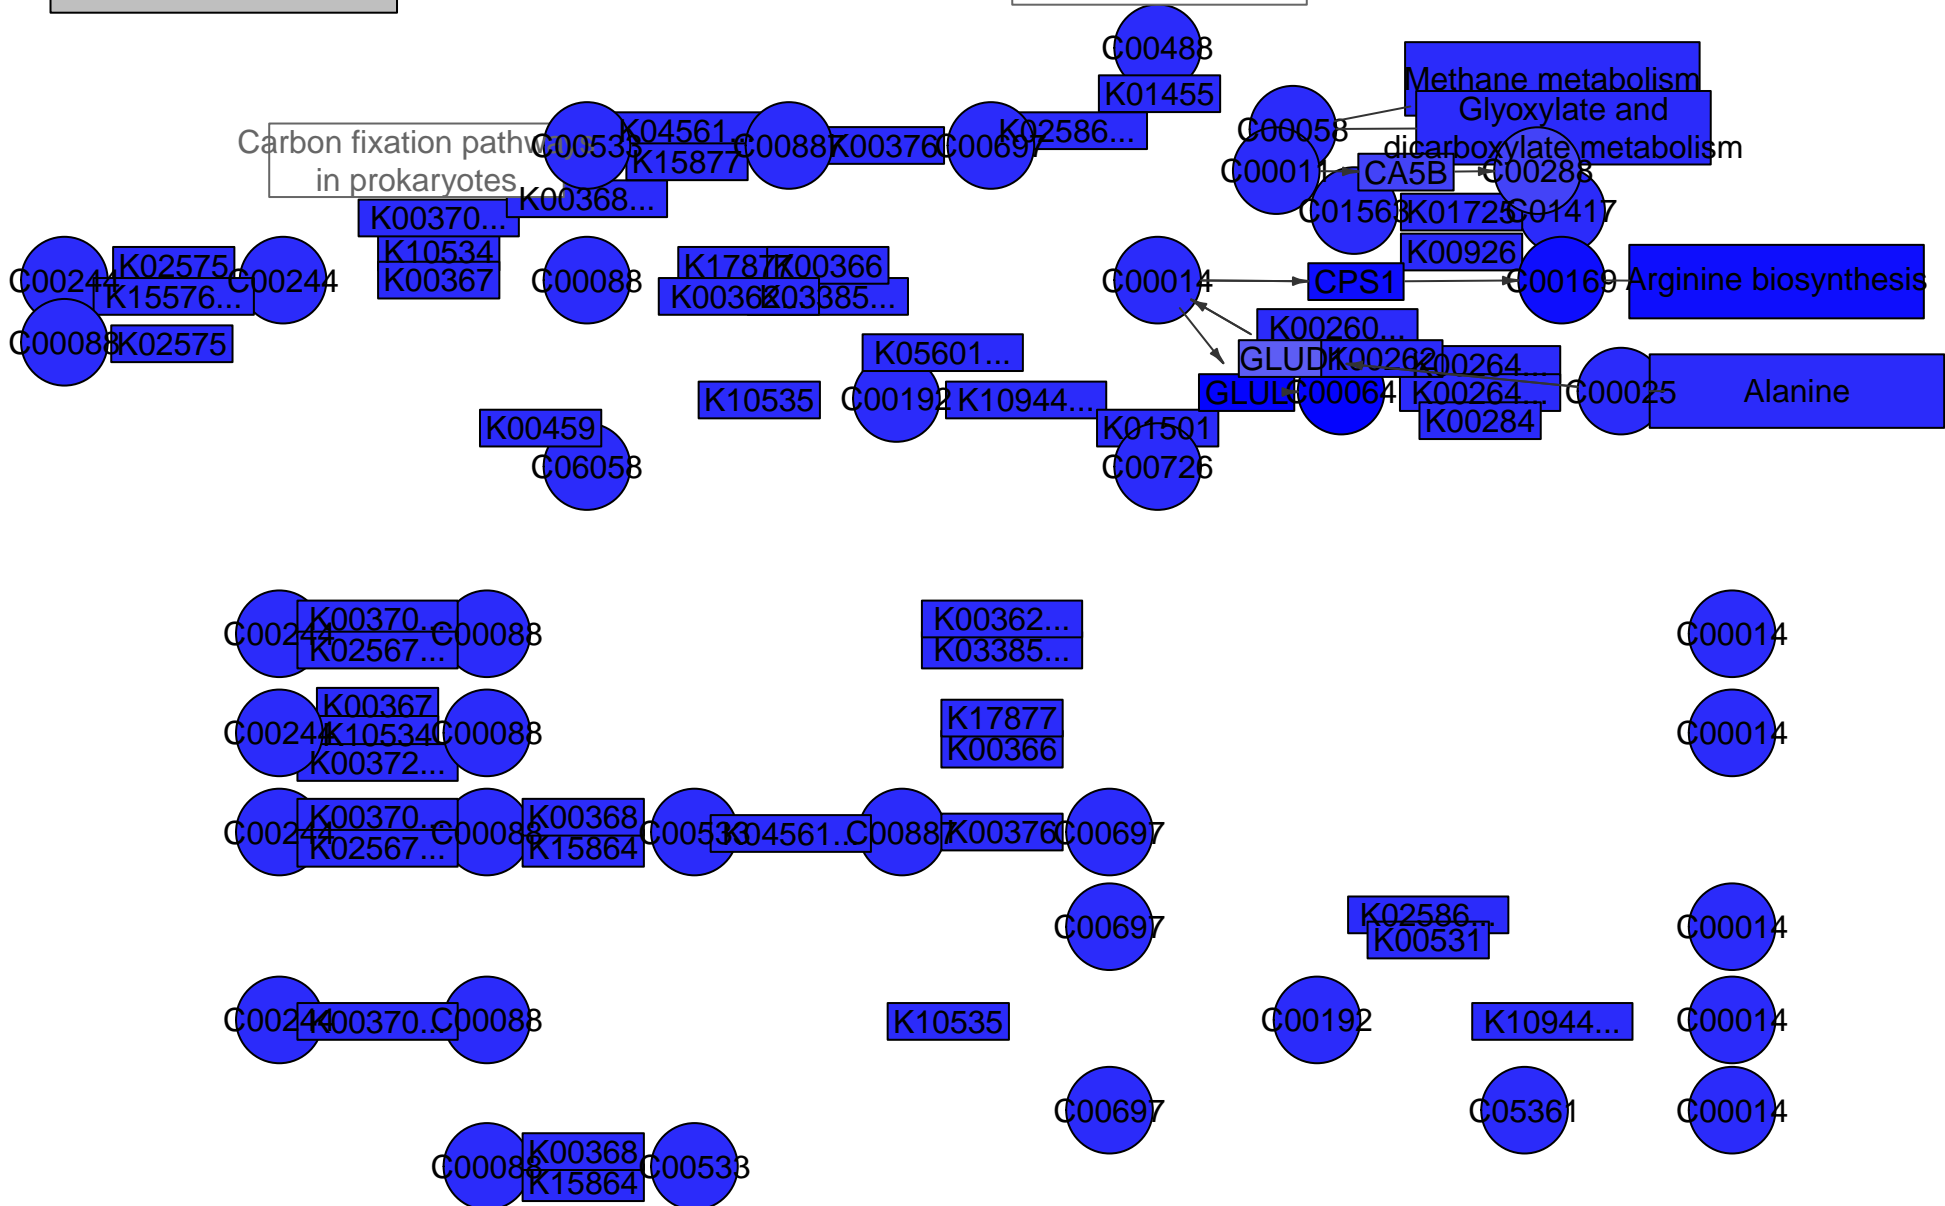 C00488
K01455
Methane metabolism
Glyoxylate and
dicarboxylate metabolism
C00058
Carbon fixation pathways
in prokaryotes
C00533
K04561...
K15877
C00887
K00376
C00697
K02586...
C00011
CA5B
C00288
K00368...
K00370...
C01563
K01725
C01417
K10534
K00367
K00926
C00244
K02575
K15576...
C00244
C00088
K17877
K00366
K00362...
K03385...
C00014
CPS1
C00169
Arginine biosynthesis
C00088
K02575
K05601...
K00260...
GLUD1
K00262
K00264...
K10535
C00192
K10944...
GLUL
C00064
K00264...
C00025
Alanine
K00459
K01501
K00284
C06058
C00726
C00244
K00370...
K02567...
C00088
K00362...
K03385...
C00014
C00244
K00367
K10534
K00372...
C00088
K17877
K00366
C00014
C00244
K00370...
K02567...
C00088
K00368
K15864
C00533
K04561...
C00887
K00376
C00697
C00697
K02586...
K00531
C00014
C00244
K00370...
C00088
K10535
C00192
K10944...
C00014
C00697
C05361
C00014
C00088
K00368
K15864
C00533